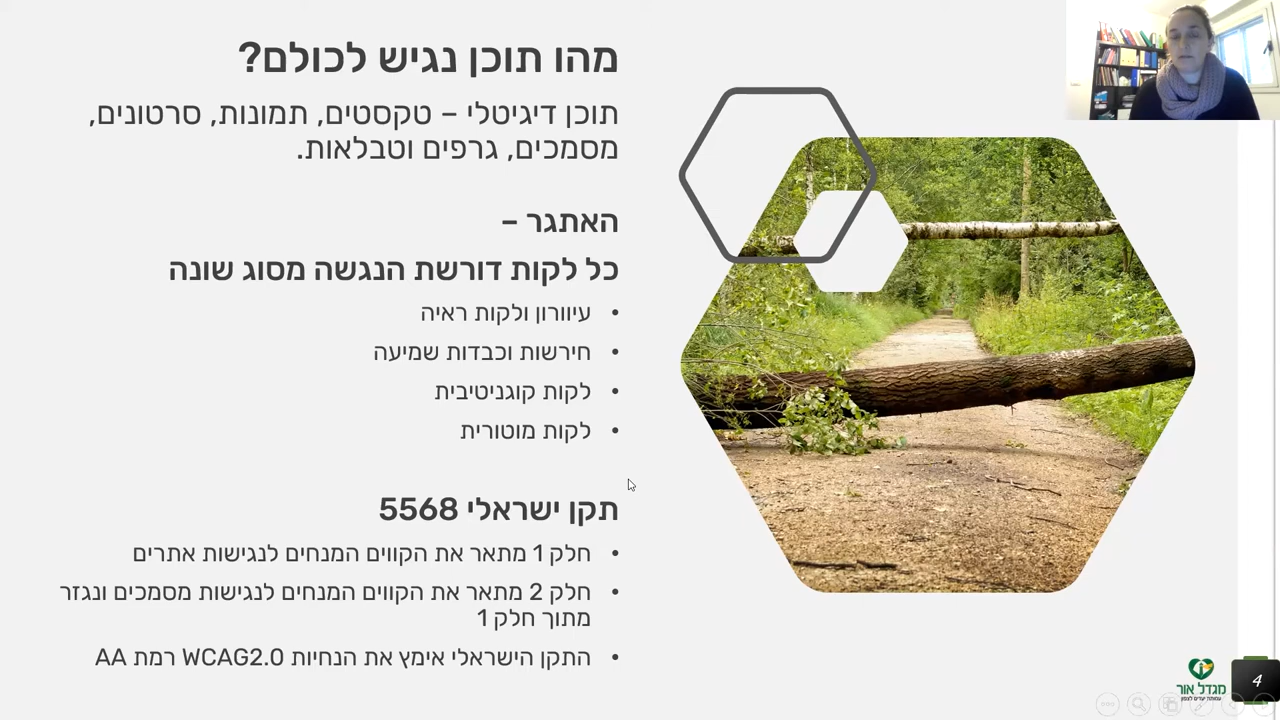 מהו תוכן נגיש לכולם?
תוכן דיגיטלי – טקסטים, תמונות, סרטונים,
מסמכים, גרפים וטבלאות.
האתגר –
כל לקות דורשת הנגשה מסוג שונה
• עיוורון ולקות ראיה
• חירשות וכבדות שמיעה
• לקות קוגניטיבית
• לקות מוטורית
תקן ישראלי 5568
• חלק 1 מתאר את הקווים המנחים לנגישות אתרים
• חלק 2 מתאר את הקווים המנחים לנגישות מסמכים ונגזר
מתוך חלק 1
• התקן הישראלי אימץ את הנחיות WCAG2.0 רמת AA
מגדל אור
4